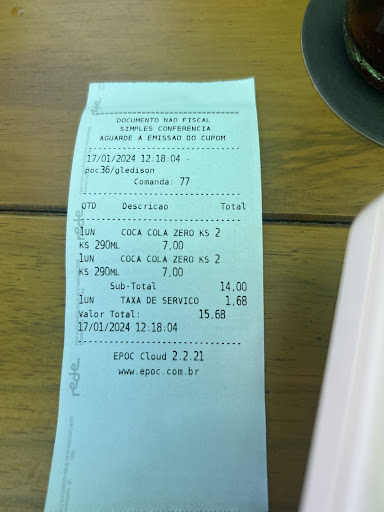 DOCUMENTO NAO FISCAL
SIMPLES CONFERENCIA
AGUARDE A EMISSAO DO CUPOM
17/01/2024 12:18:04 -
poc36/gledison
Comanda: 77
QTD Descricao Total
1UN COCA COLA ZERO KS 2
KS 290ML 7,00
1UN COCA COLA ZERO KS 2
KS 290ML 7,00
Sub-Total 14,00
1UN TAXA DE SERVICO 1,68
Valor Total: 15,68
17/01/2024 12:18:04
EPOC Cloud 2.2.21
www.epoc.com.br
rede
rede
rede